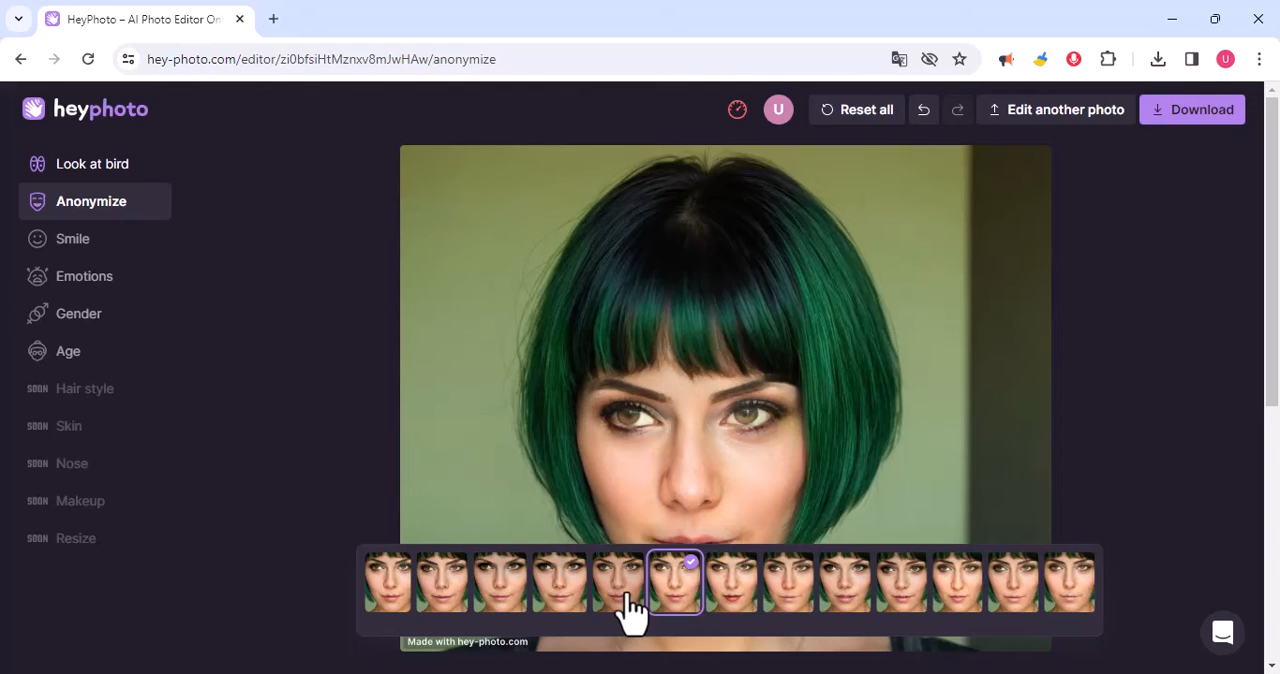 HeyPhoto – AI Photo Editor On
hey-photo.com/editor/zi0bfsiHtMznxv8mJwHAw/anonymize
U
heyphoto
U
Reset all
Edit another photo
Download
Look at bird
Anonymize
Smile
Emotions
Gender
Age
SOON Hair style
SOON Skin
SOON Nose
SOON Makeup
SOON Resize
Made with hey-photo.com